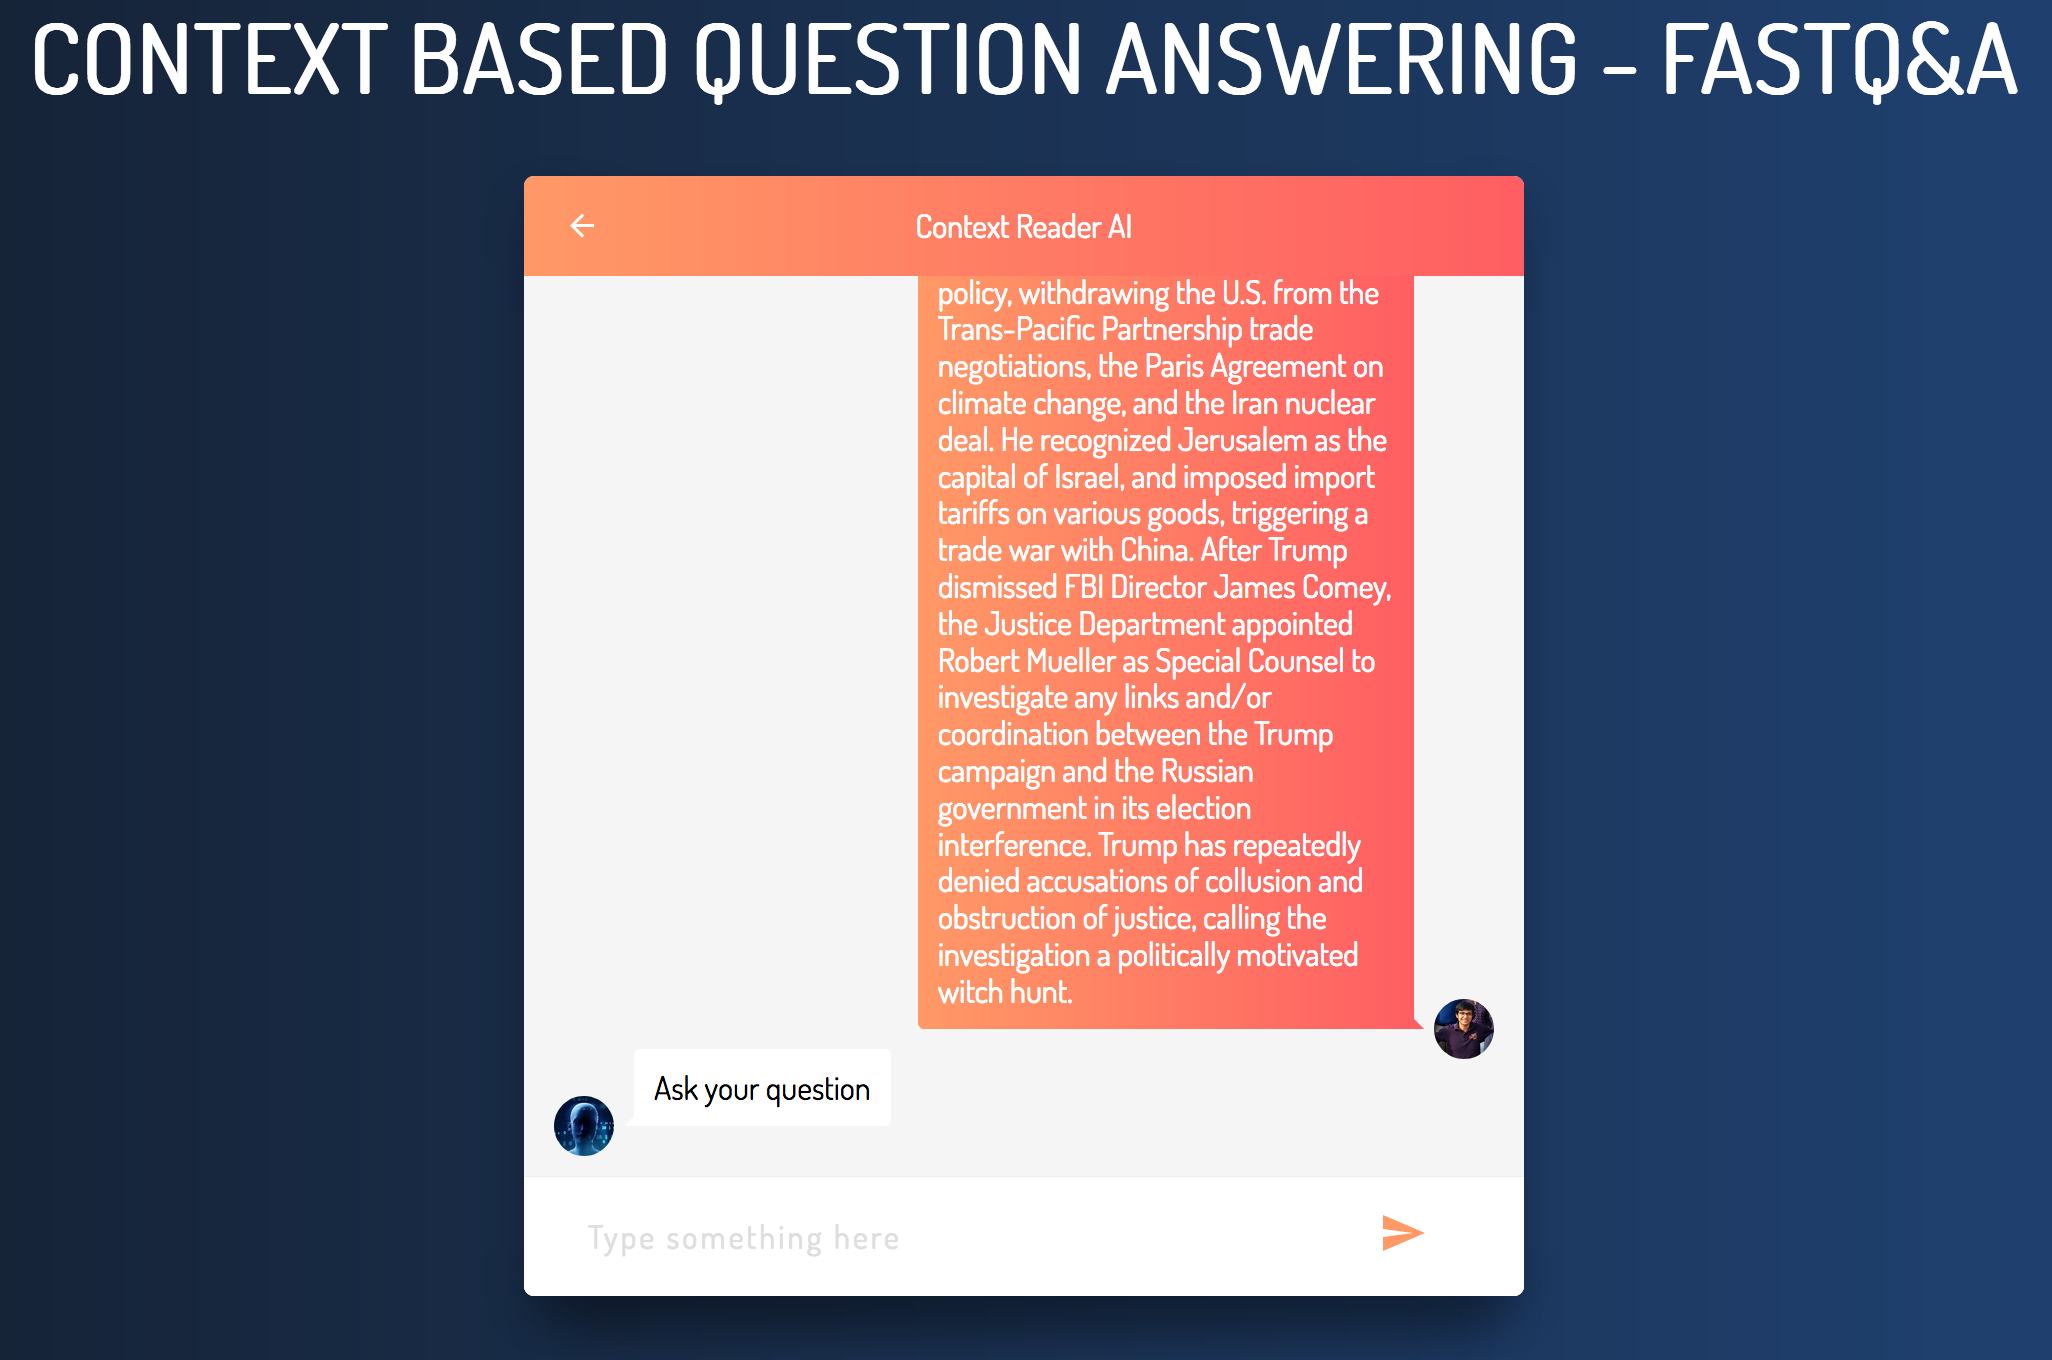 CONTEXT BASED QUESTION ANSWERING - FASTQ&A
Context Reader AI
policy, withdrawing the U.S. from the
Trans-Pacific Partnership trade
negotiations, the Paris Agreement on
climate change, and the Iran nuclear
deal. He recognized Jerusalem as the
capital of Israel, and imposed import
tariffs on various goods, triggering a
trade war with China. After Trump
dismissed FBI Director James Comey,
the Justice Department appointed
Robert Mueller as Special Counsel to
investigate any links and/or
coordination between the Trump
campaign and the Russian
government in its election
interference. Trump has repeatedly
denied accusations of collusion and
obstruction of justice, calling the
investigation a politically motivated
witch hunt.
Ask your question
Type something here